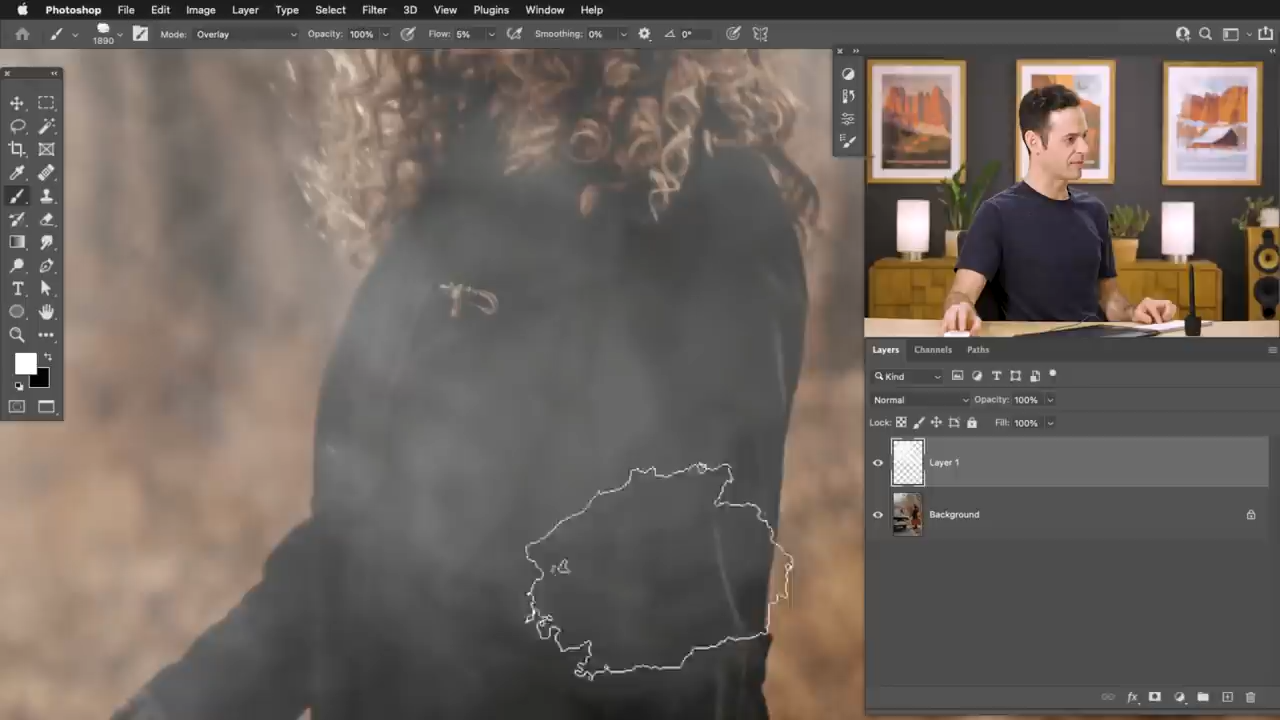 Photoshop File Edit Image Layer Type Select Filter 3D View Plugins Window Help
1890 Mode: Overlay Opacity: 100% Flow: 5% Smoothing: 0% 0°
Layers Channels Paths
Kind
Normal Opacity: 100%
Lock: Fill: 100%
Layer 1
Background